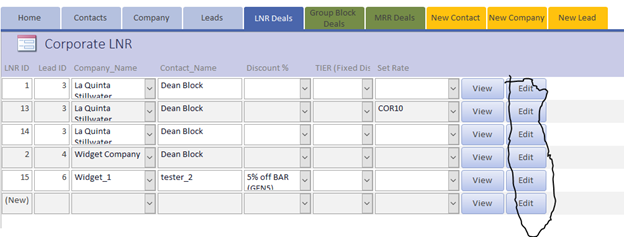 Home Contacts Company Leads LNR Deals Group Block Deals MRR Deals New Contact New Company New Lead
Corporate LNR
LNR ID Lead ID Company_Name Contact_Name Discount % TIER (Fixed Dis Set Rate
1 3 La Quinta Stillwater Dean Block View Edit
13 3 La Quinta Stillwater Dean Block COR10 View Edit
14 3 La Quinta Stillwater Dean Block View Edit
2 4 Widget Company Dean Block View Edit
15 6 Widget_1 tester_2 5% off BAR (GEN5) View Edit
(New) View Edit